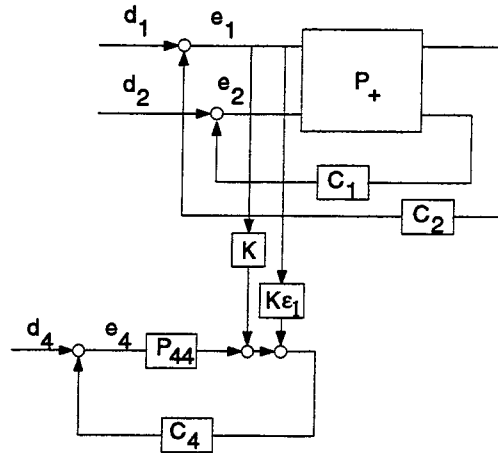 d₁ e₁
P₊
d₂ e₂
C₁
C₂
K
Kε₁
d₄ e₄ P₄₄
C₄